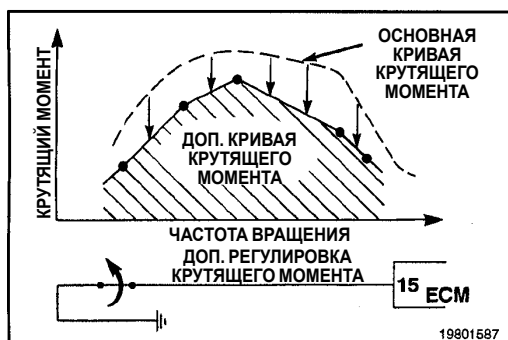 ОСНОВНАЯ
КРИВАЯ
КРУТЯЩЕГО
МОМЕНТА
КРУТЯЩИЙ МОМЕНТ
ДОП. КРИВАЯ
КРУТЯЩЕГО
МОМЕНТА
ЧАСТОТА ВРАЩЕНИЯ
ДОП. РЕГУЛИРОВКА
КРУТЯЩЕГО МОМЕНТА
15 ECM
19801587